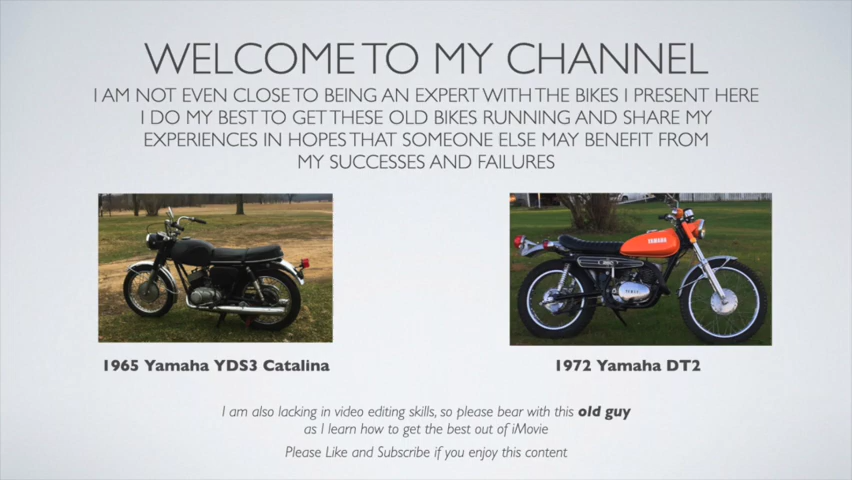 WELCOME TO MY CHANNEL
I AM NOT EVEN CLOSE TO BEING AN EXPERT WITH THE BIKES I PRESENT HERE
I DO MY BEST TO GET THESE OLD BIKES RUNNING AND SHARE MY
EXPERIENCES IN HOPES THAT SOMEONE ELSE MAY BENEFIT FROM
MY SUCCESSES AND FAILURES
YAMAHA
1965 Yamaha YDS3 Catalina
1972 Yamaha DT2
I am also lacking in video editing skills, so please bear with this old guy
as I learn how to get the best out of iMovie
Please Like and Subscribe if you enjoy this content